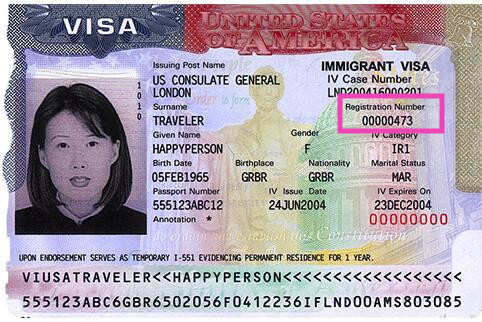 VISA UNITED STATES OF AMERICA
Issuing Post Name IMMIGRANT VISA
US CONSULATE GENERAL IV Case Number
LONDON LND200416000201
Surname Registration Number
TRAVELER 00000473
Given Name Gender IV Category
HAPPYPERSON F IR1
Birth Date Birthplace Nationality Marital Status
05FEB1965 GRBR GRBR MAR
Passport Number IV Issue Date IV Expires On
555123ABC12 24JUN2004 23DEC2004
Annotation * 00000000
1010
UPON ENDORSEMENT SERVES AS TEMPORARY I-551 EVIDENCING PERMANENT RESIDENCE FOR 1 YEAR.
VIUSATRAVELER<<HAPPYPERSON<<<<<<<<<<<<<<<<<<<
555123ABC6GBR6502056F0412236IFLND00AMS803085